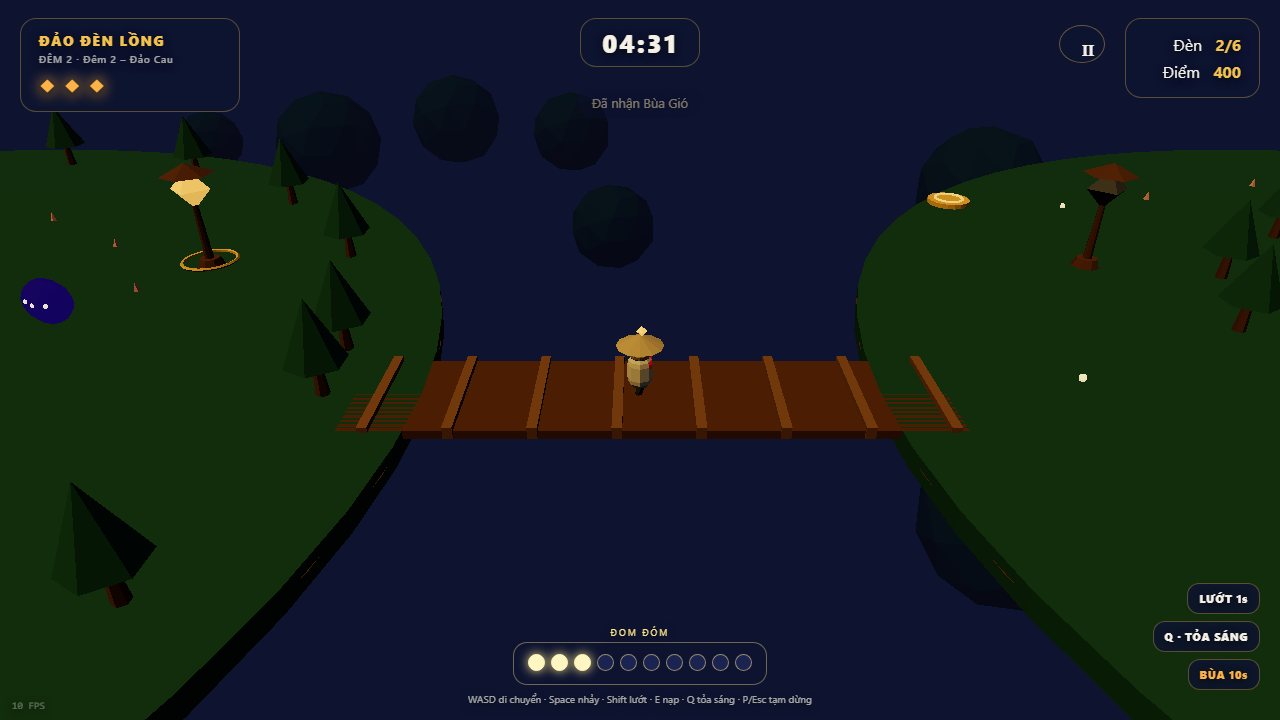 ĐẢO ĐÈN LỒNG
ĐÊM 2 · Đêm 2 – Đảo Cau
04:31
Đã nhận Bùa Gió
II
Đèn 2/6
Điểm 400
LƯỚT 1s
Q · TỎA SÁNG
BÙA 10s
ĐOM ĐÓM
WASD di chuyển · Space nhảy · Shift lướt · E nạp · Q tỏa sáng · P/Esc tạm dừng
10 FPS